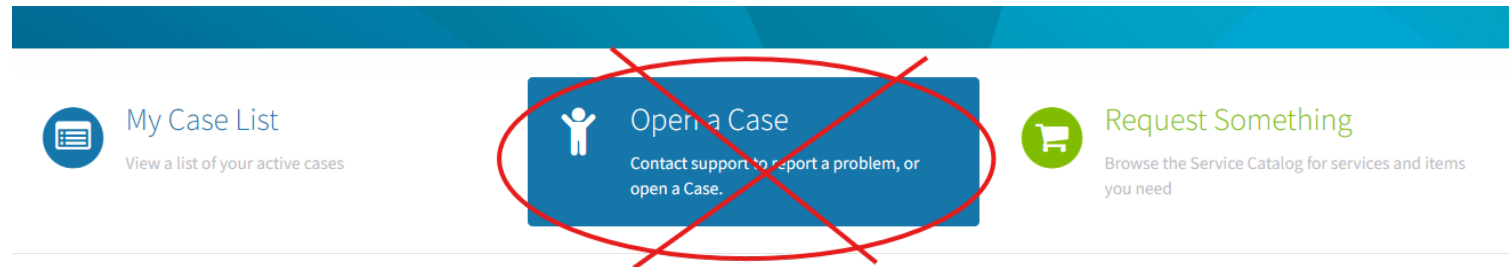 My Case List
View a list of your active cases
Open a Case
Contact support to report a problem, or
open a Case.
Request Something
Browse the Service Catalog for services and items
you need